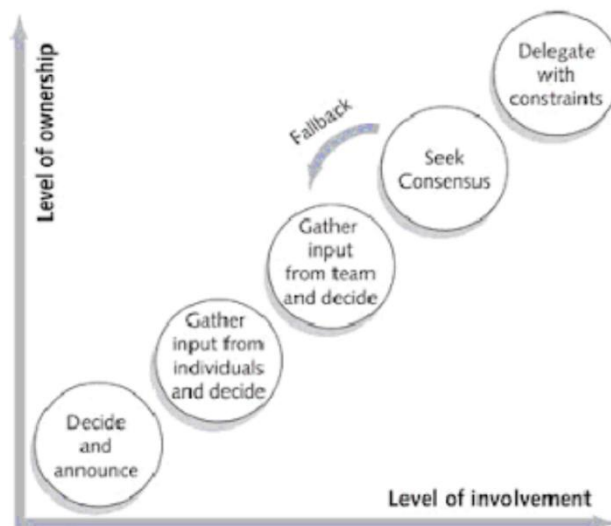 Level of ownership
Delegate
with
constraints
Fallback
Seek
Consensus
Gather
input
from team
and decide
Gather
input from
individuals
and decide
Decide
and
announce
Level of involvement